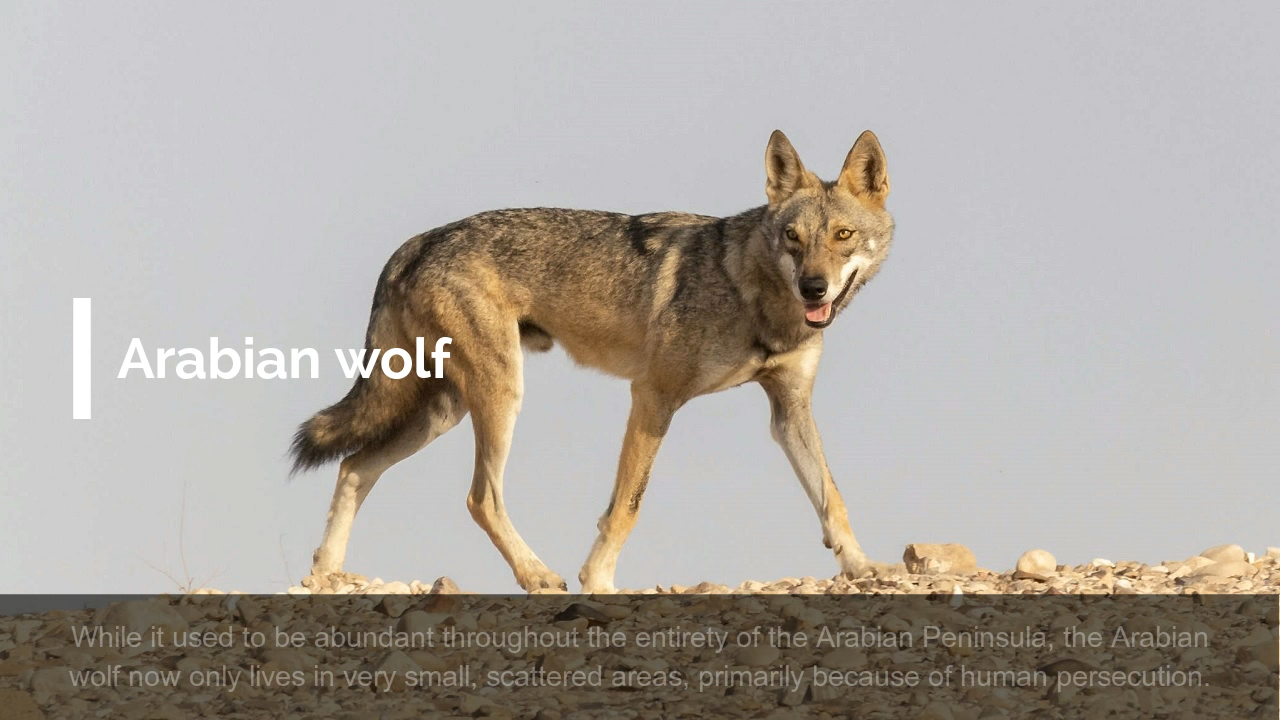 Arabian wolf
While it used to be abundant throughout the entirety of the Arabian Peninsula, the Arabian
wolf now only lives in very small, scattered areas, primarily because of human persecution.